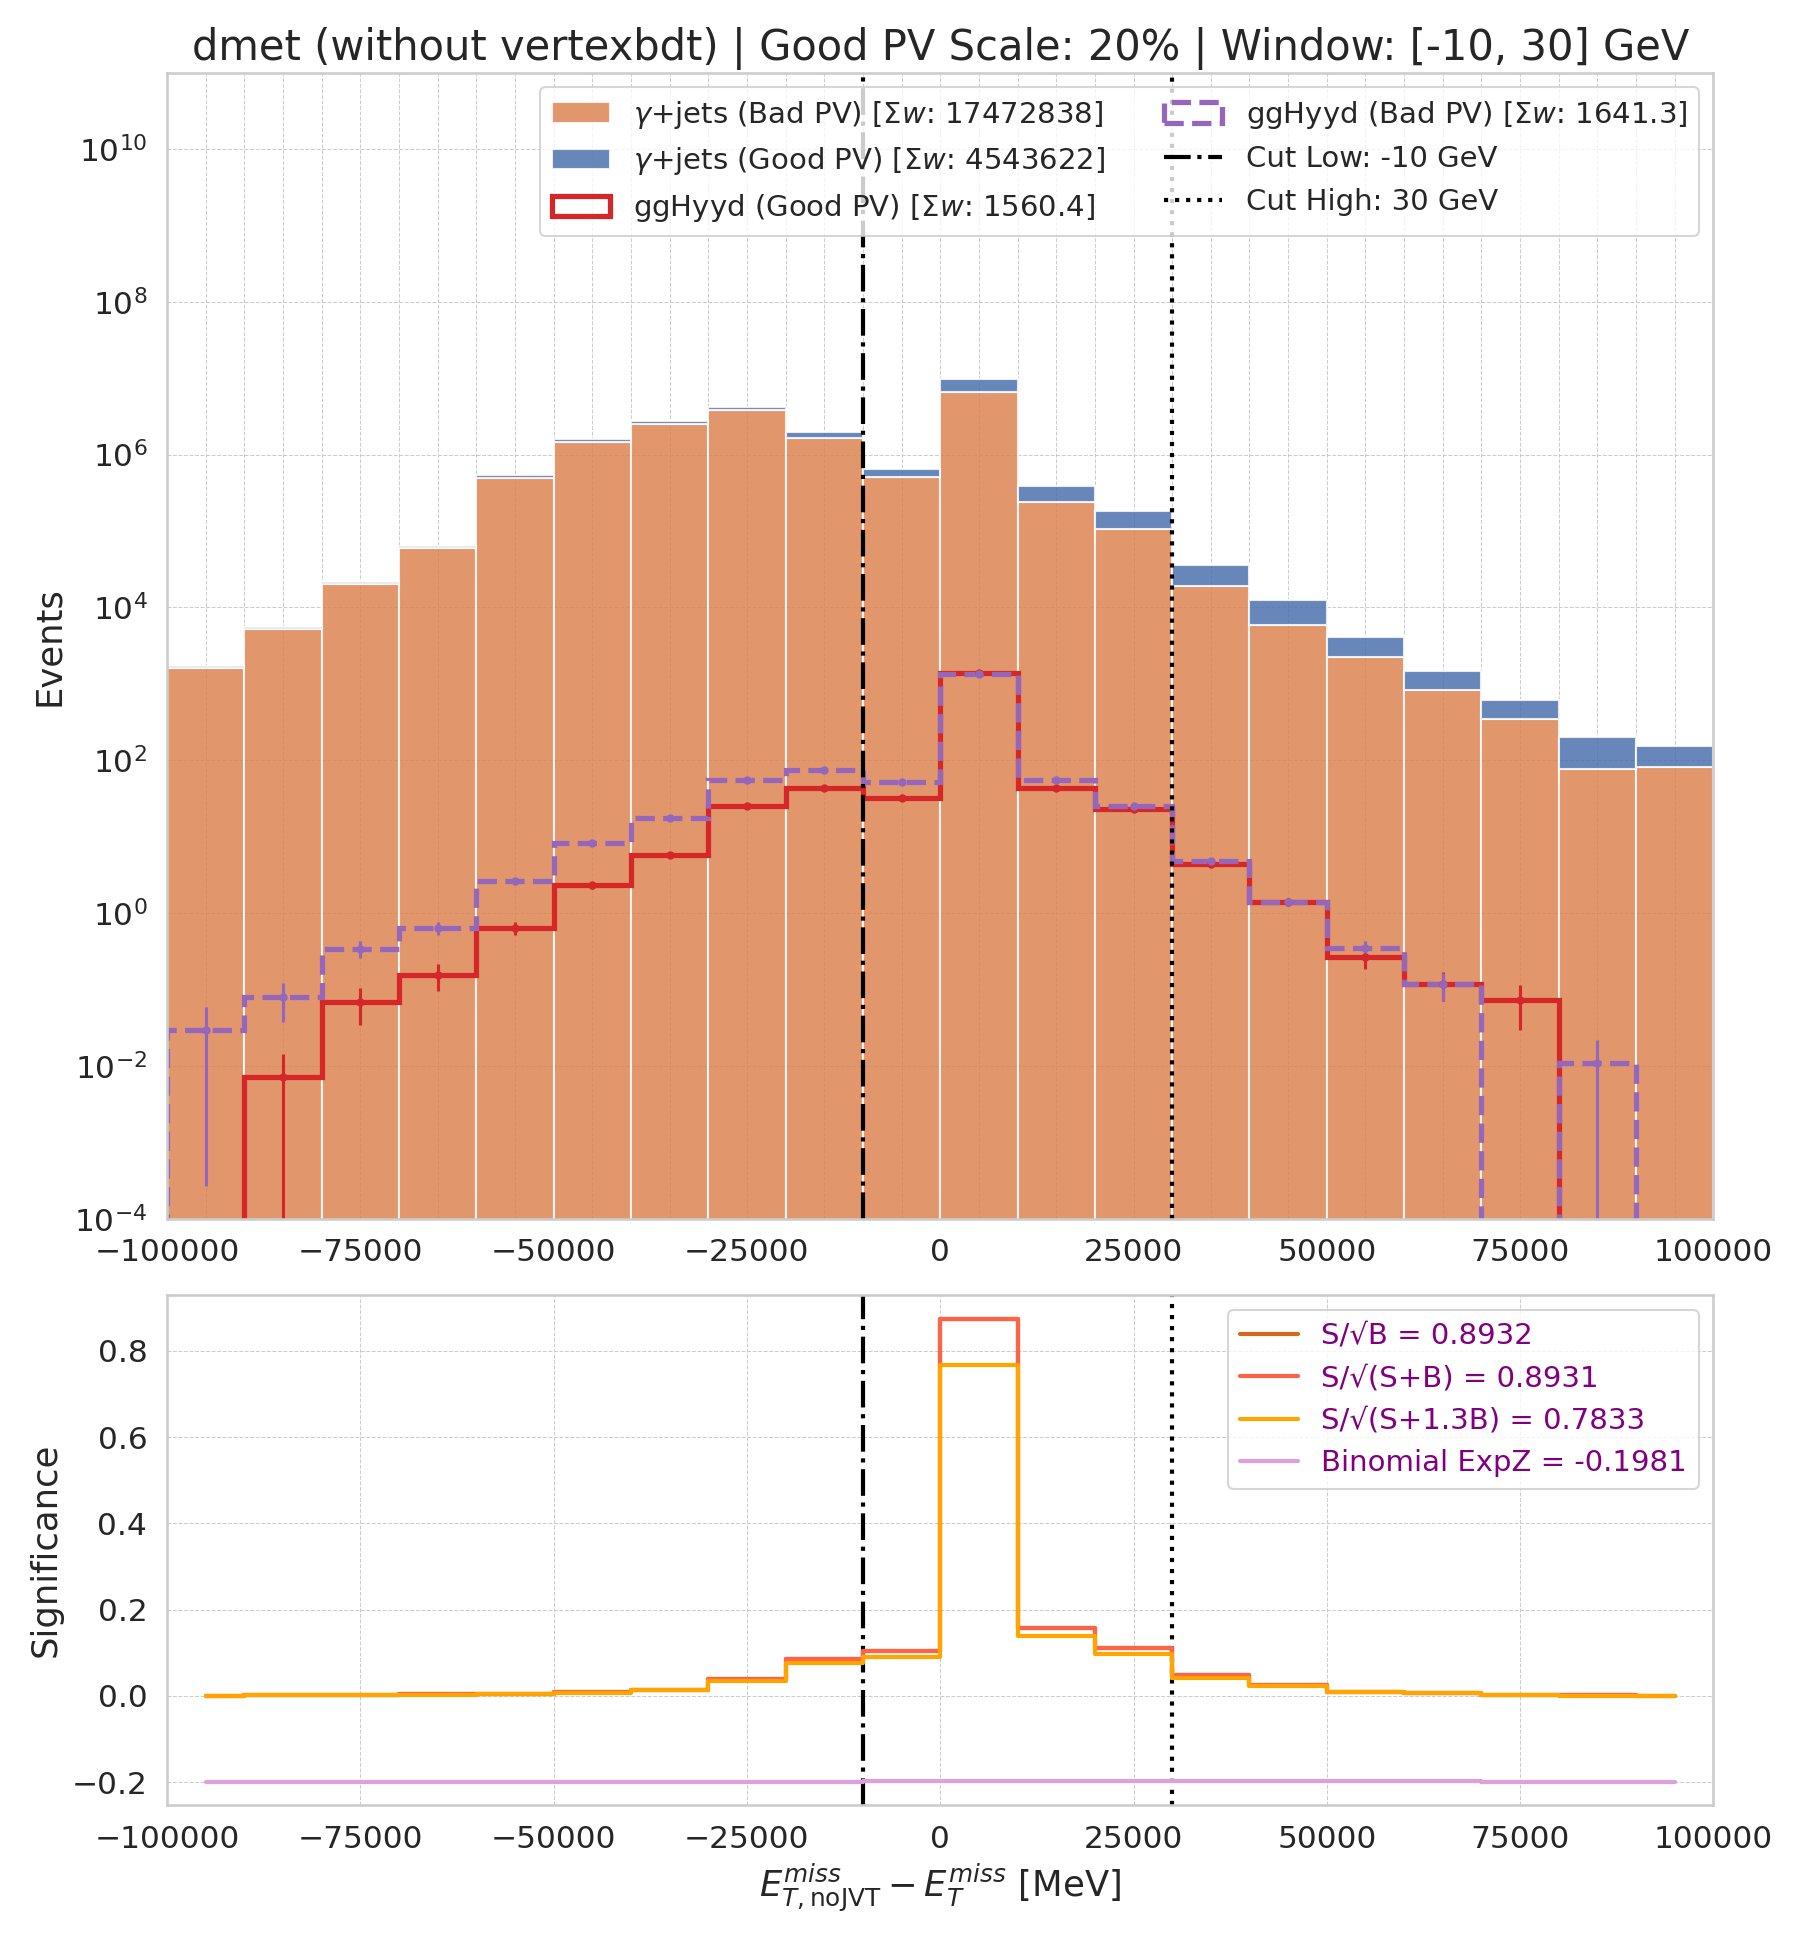 dmet (without vertexbdt) | Good PV Scale: 20% | Window: [-10, 30] GeV
γ+jets (Bad PV) [Σw: 17472838]
γ+jets (Good PV) [Σw: 4543622]
ggHyyd (Good PV) [Σw: 1560.4]
ggHyyd (Bad PV) [Σw: 1641.3]
Cut Low: -10 GeV
Cut High: 30 GeV
Events
10^10
10^8
10^6
10^4
10^2
10^0
10^−2
10^−4
−100000 −75000 −50000 −25000 0 25000 50000 75000 100000
S/√B = 0.8932
S/√(S+B) = 0.8931
S/√(S+1.3B) = 0.7833
Binomial ExpZ = -0.1981
Significance
0.8
0.6
0.4
0.2
0.0
−0.2
−100000 −75000 −50000 −25000 0 25000 50000 75000 100000
E_{T,noJVT}^{miss} − E_T^{miss} [MeV]